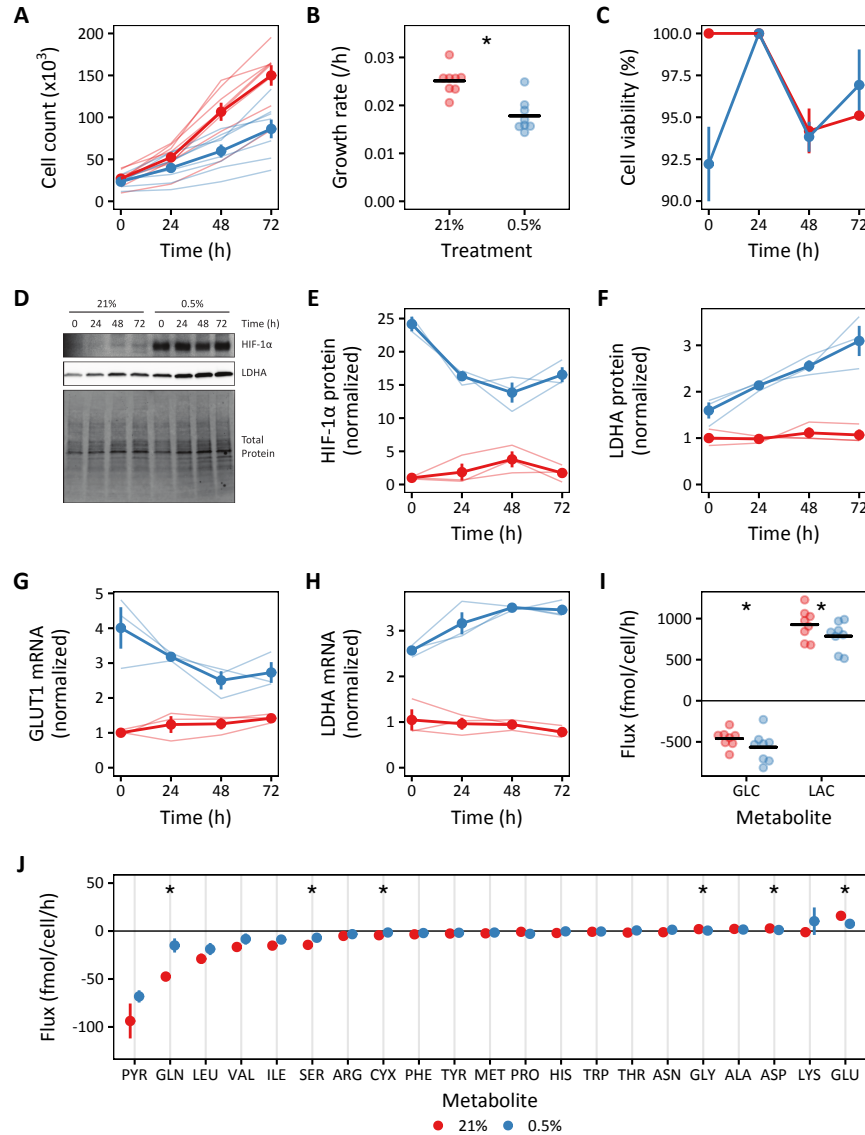 A
Cell count (x10³)
200
150
100
50
0
0 24 48 72
Time (h)
B
Growth rate (/h)
0.03
0.02
0.01
0.00
*
21% 0.5%
Treatment
C
Cell viability (%)
100.0
97.5
95.0
92.5
90.0
0 24 48 72
Time (h)
D
21% 0.5%
0 24 48 72 0 24 48 72 Time (h)
HIF-1α
LDHA
Total
Protein
E
HIF-1α protein
(normalized)
25
20
15
10
5
0
0 24 48 72
Time (h)
F
LDHA protein
(normalized)
3
2
1
0
0 24 48 72
Time (h)
G
GLUT1 mRNA
(normalized)
5
4
3
2
1
0
0 24 48 72
Time (h)
H
LDHA mRNA
(normalized)
3
2
1
0
0 24 48 72
Time (h)
I
Flux (fmol/cell/h)
1000
500
0
-500
* *
GLC LAC
Metabolite
J
Flux (fmol/cell/h)
50
0
-50
-100
* * * * * *
PYR GLN LEU VAL ILE SER ARG CYX PHE TYR MET PRO HIS TRP THR ASN GLY ALA ASP LYS GLU
Metabolite
21% 0.5%